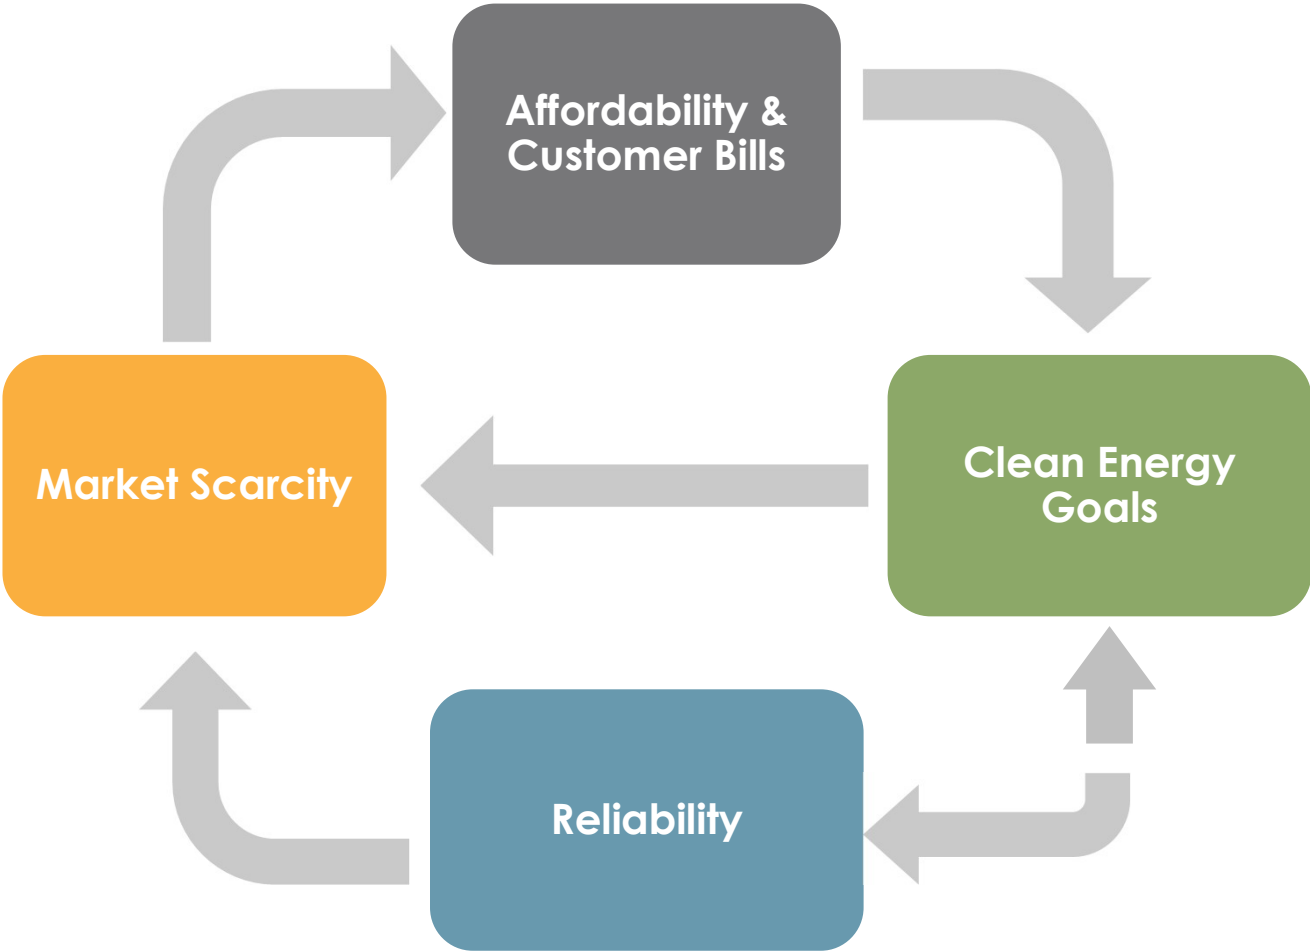 Affordability &
Customer Bills
Market Scarcity
Clean Energy
Goals
Reliability